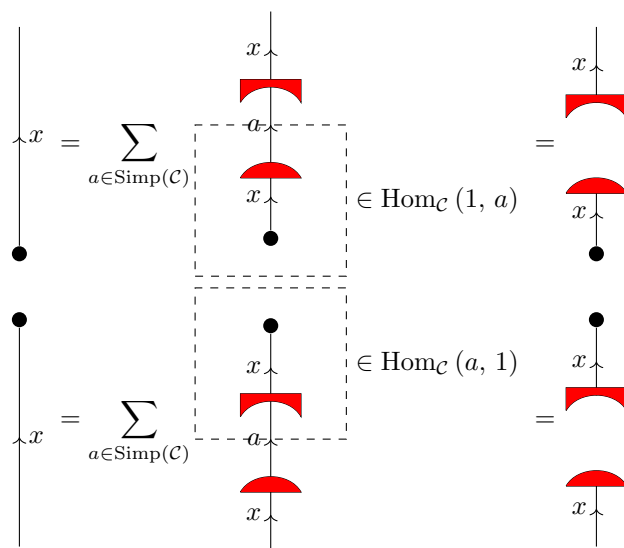 x = ∑ a∈Simp(𝒞) x a x ∈ Hom𝒞 (1, a) = x x
x = ∑ a∈Simp(𝒞) x a x ∈ Hom𝒞 (a, 1) = x x